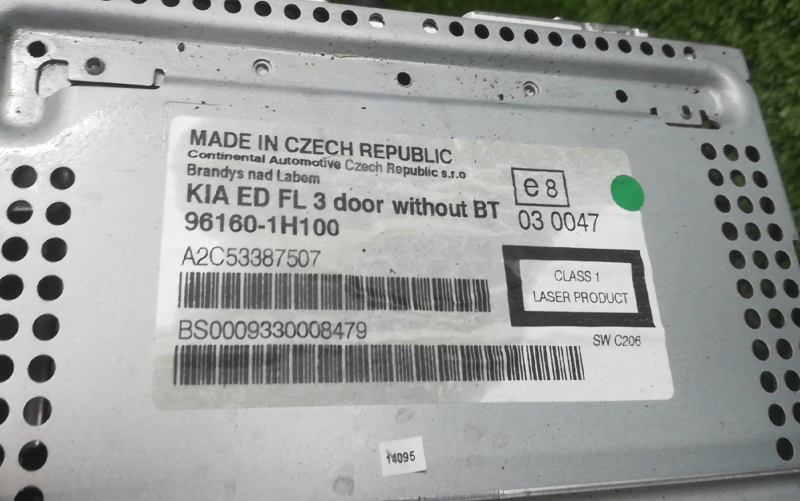 MADE IN CZECH REPUBLIC
Continental Automotive Czech Republic s.r.o
Brandys nad Labem
KIA ED FL 3 door without BT
96160-1H100
e 8
03 0047
A2C53387507
CLASS 1
LASER PRODUCT
BS0009330008479
SW C206
14095